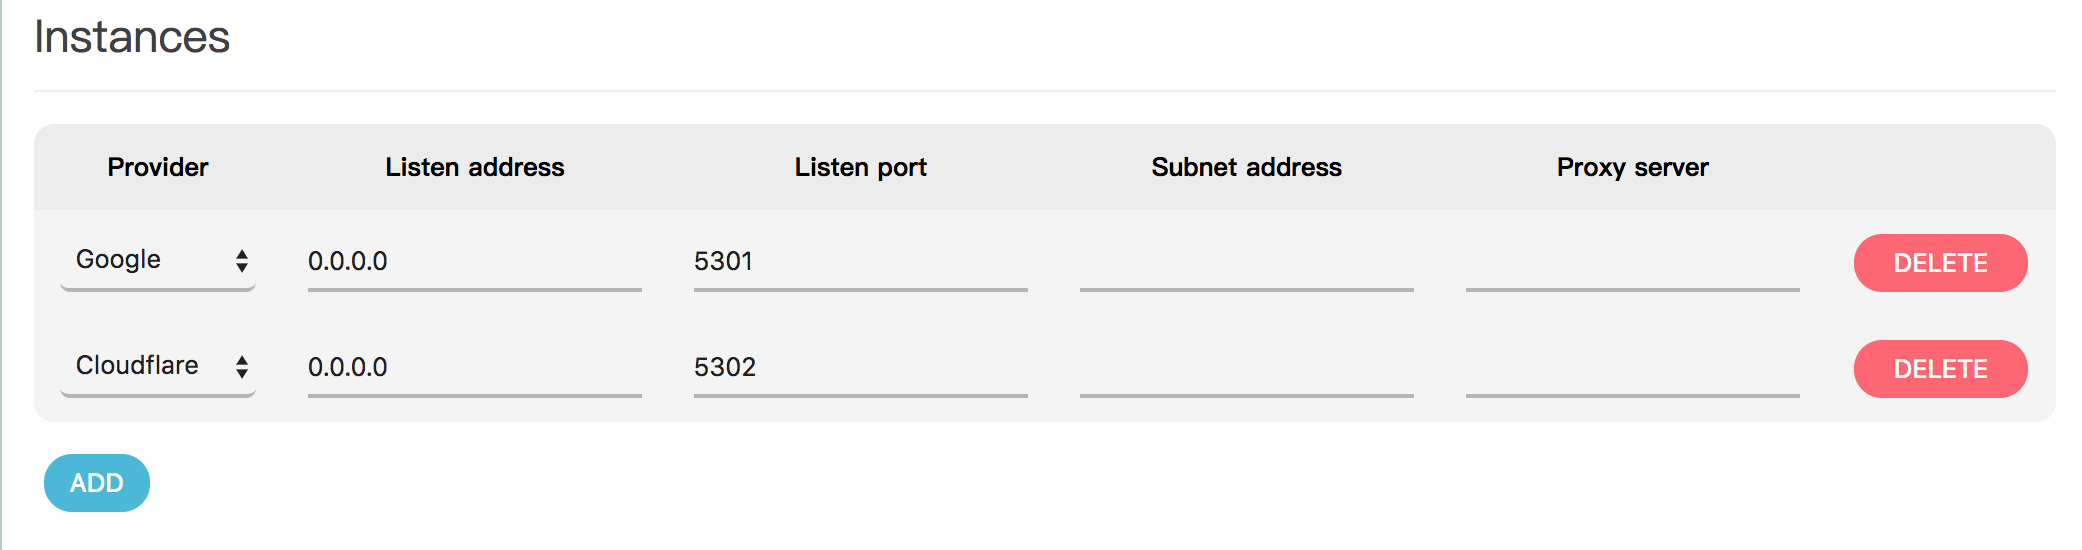 Instances
Provider Listen address Listen port Subnet address Proxy server
Google 0.0.0.0 5301 DELETE
Cloudflare 0.0.0.0 5302 DELETE
ADD